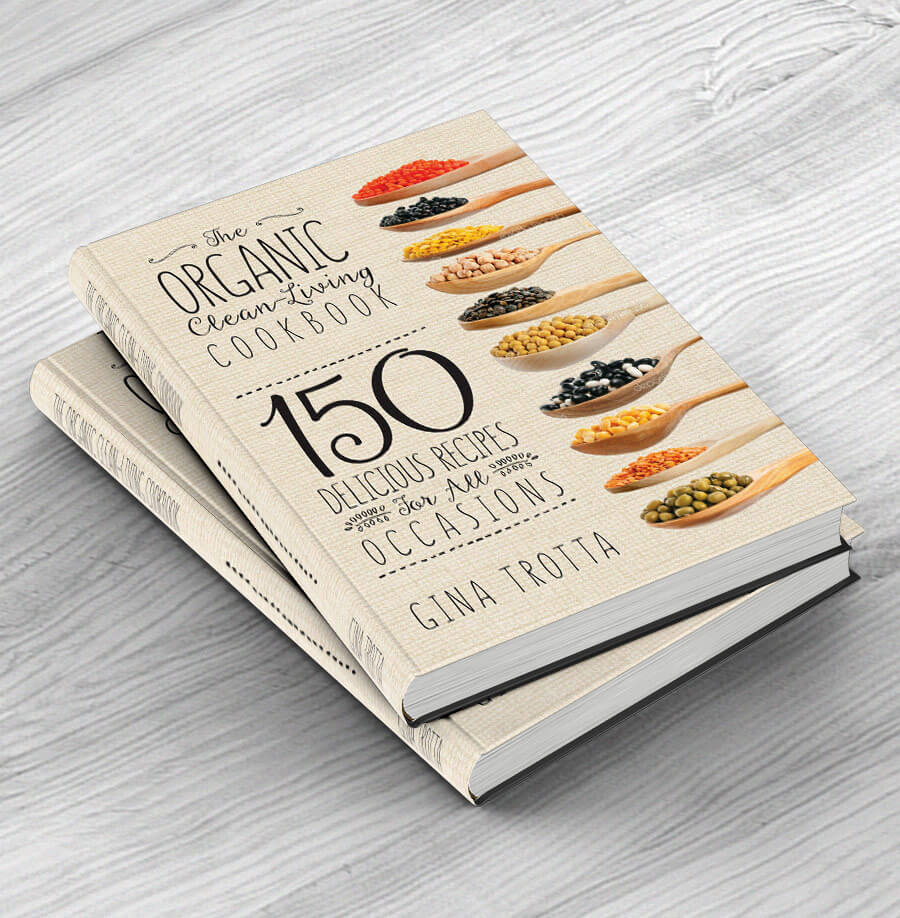 The
ORGANIC
Clean-Living
COOKBOOK
150
DELICIOUS RECIPES
For All
OCCASIONS
GINA TROTTA
THE ORGANIC CLEAN-LIVING COOKBOOK
GINA TROTTA
THE ORGANIC CLEAN-LIVING COOKBOOK
TROTTA